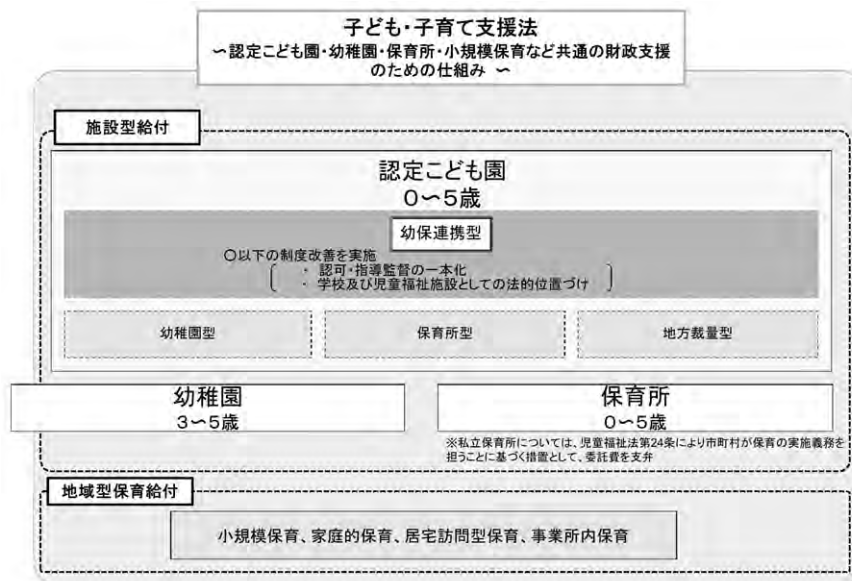 子ども・子育て支援法
～認定こども園・幼稚園・保育所・小規模保育など共通の財政支援
のための仕組み ～
施設型給付
認定こども園
0～5歳
幼保連携型
○以下の制度改善を実施
・ 認可・指導監督の一本化
・ 学校及び児童福祉施設としての法的位置づけ
幼稚園型
保育所型
地方裁量型
幼稚園
3～5歳
保育所
0～5歳
※私立保育所については、児童福祉法第24条により市町村が保育の実施義務を
担うことに基づく措置として、委託費を支弁
地域型保育給付
小規模保育、家庭的保育、居宅訪問型保育、事業所内保育